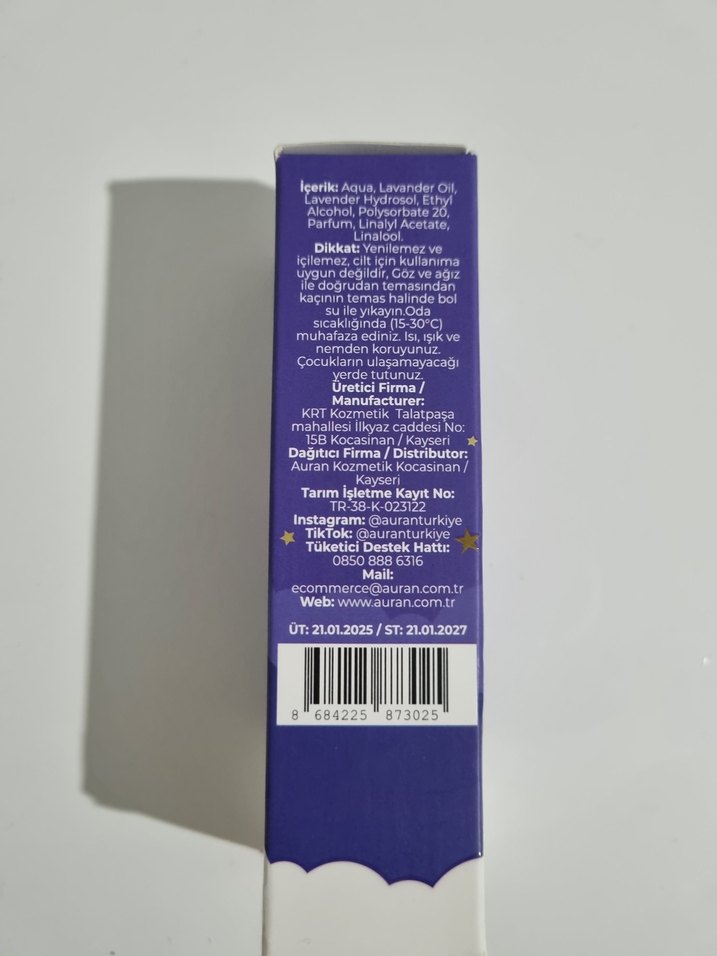 İçerik: Aqua, Lavander Oil,
Lavender Hydrosol, Ethyl
Alcohol, Polysorbate 20,
Parfum, Linalyl Acetate,
Linalool.
Dikkat: Yenilemez ve
içilemez, cilt için kullanıma
uygun değildir, Göz ve ağız
ile doğrudan temasından
kaçının temas halinde bol
su ile yıkayın.Oda
sıcaklığında (15-30°C)
muhafaza ediniz. Isı, ışık ve
nemden koruyunuz.
Çocukların ulaşamayacağı
yerde tutunuz.
Üretici Firma /
Manufacturer:
KRT Kozmetik Talatpaşa
mahallesi İlkyaz caddesi No:
15B Kocasinan / Kayseri
Dağıtıcı Firma / Distributor:
Auran Kozmetik Kocasinan /
Kayseri
Tarım İşletme Kayıt No:
TR-38-K-023122
Instagram: @auranturkiye
TikTok: @auranturkiye
Tüketici Destek Hattı:
0850 888 6316
Mail:
ecommerce@auran.com.tr
Web: www.auran.com.tr
ÜT: 21.01.2025 / ST: 21.01.2027
8 684225 873025